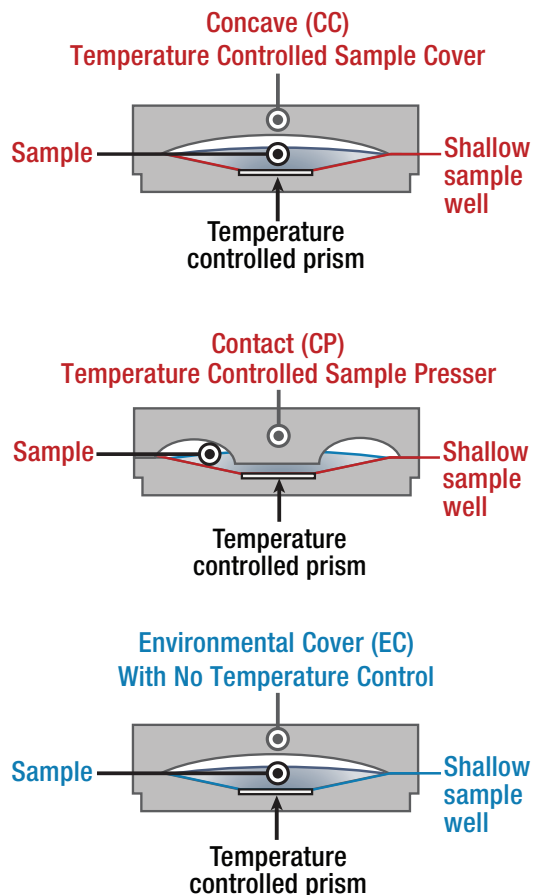 Concave (CC)
Temperature Controlled Sample Cover
Sample
Shallow
sample
well
Temperature
controlled prism
Contact (CP)
Temperature Controlled Sample Presser
Sample
Shallow
sample
well
Temperature
controlled prism
Environmental Cover (EC)
With No Temperature Control
Sample
Shallow
sample
well
Temperature
controlled prism